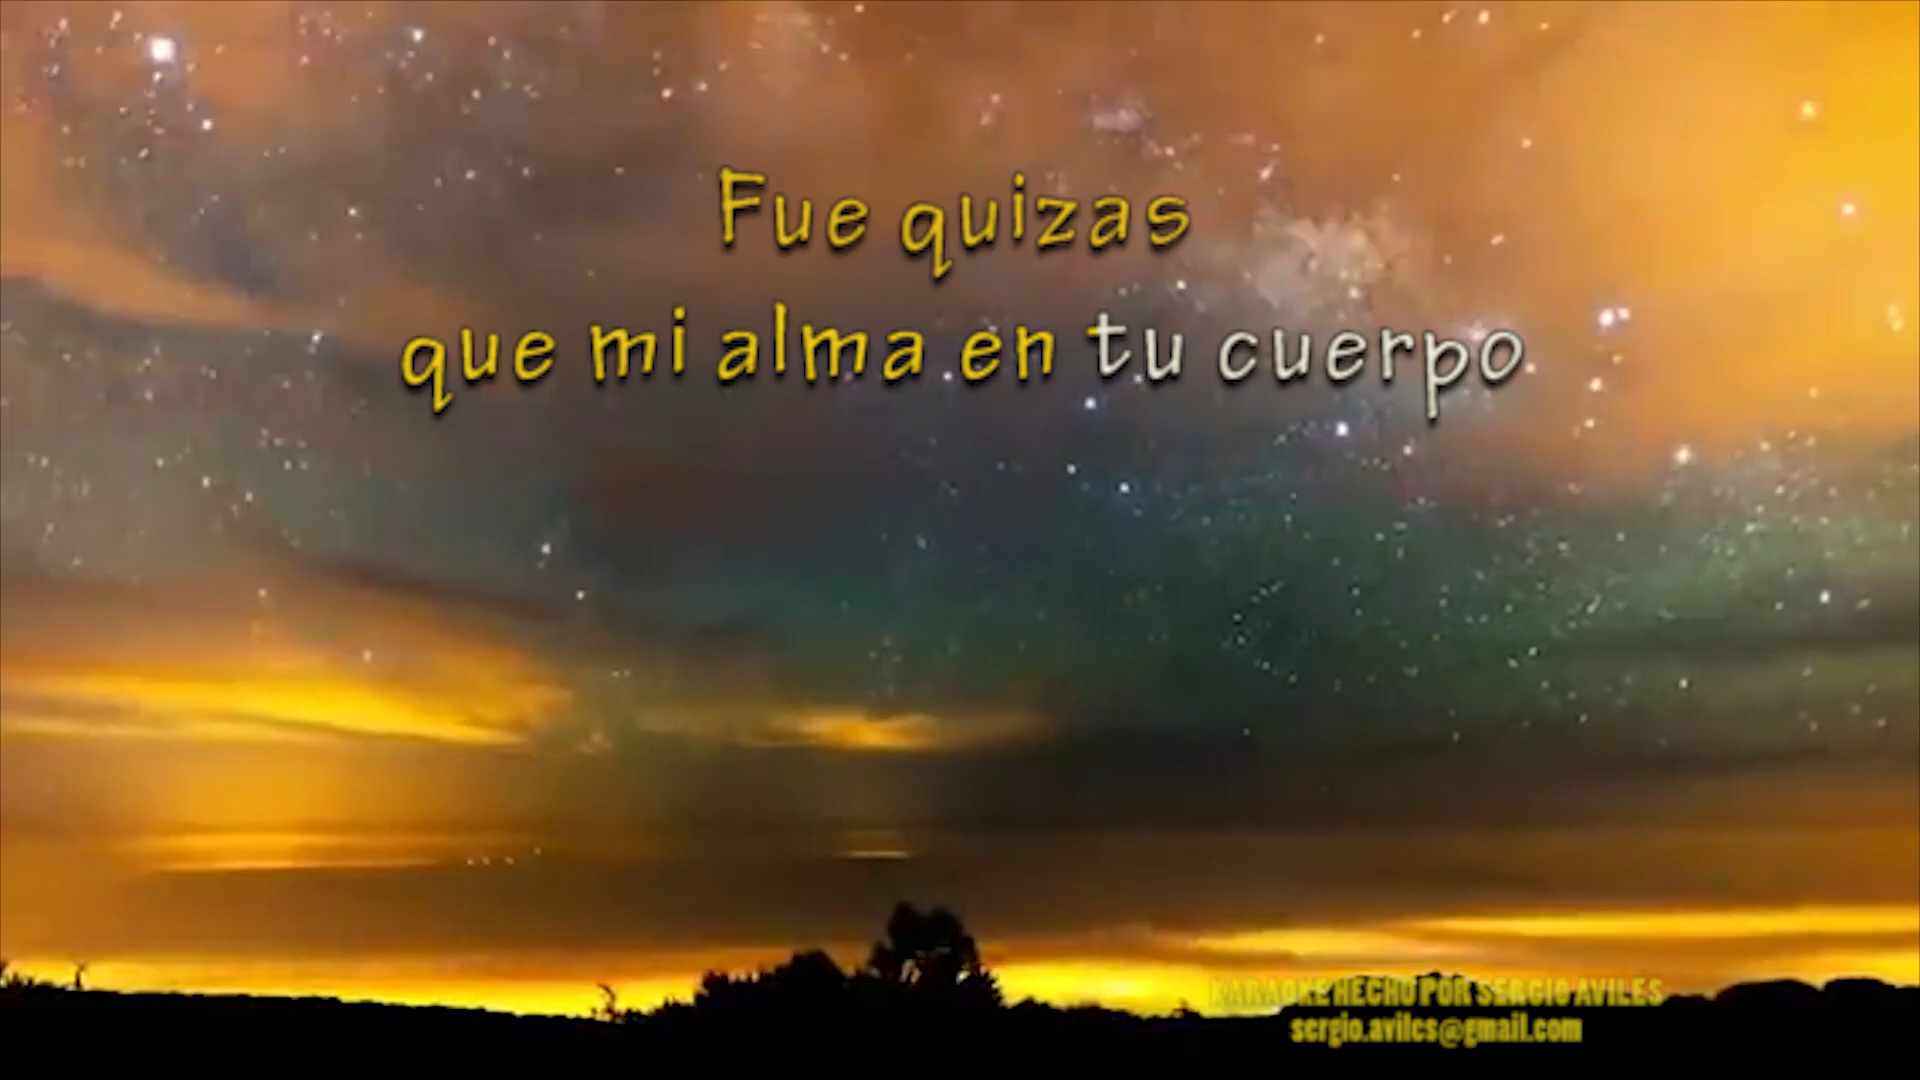 Fue quizas
que mi alma en tu cuerpo
KARAOKE HECHO POR SERGIO AVILES
sergio.aviles@gmail.com